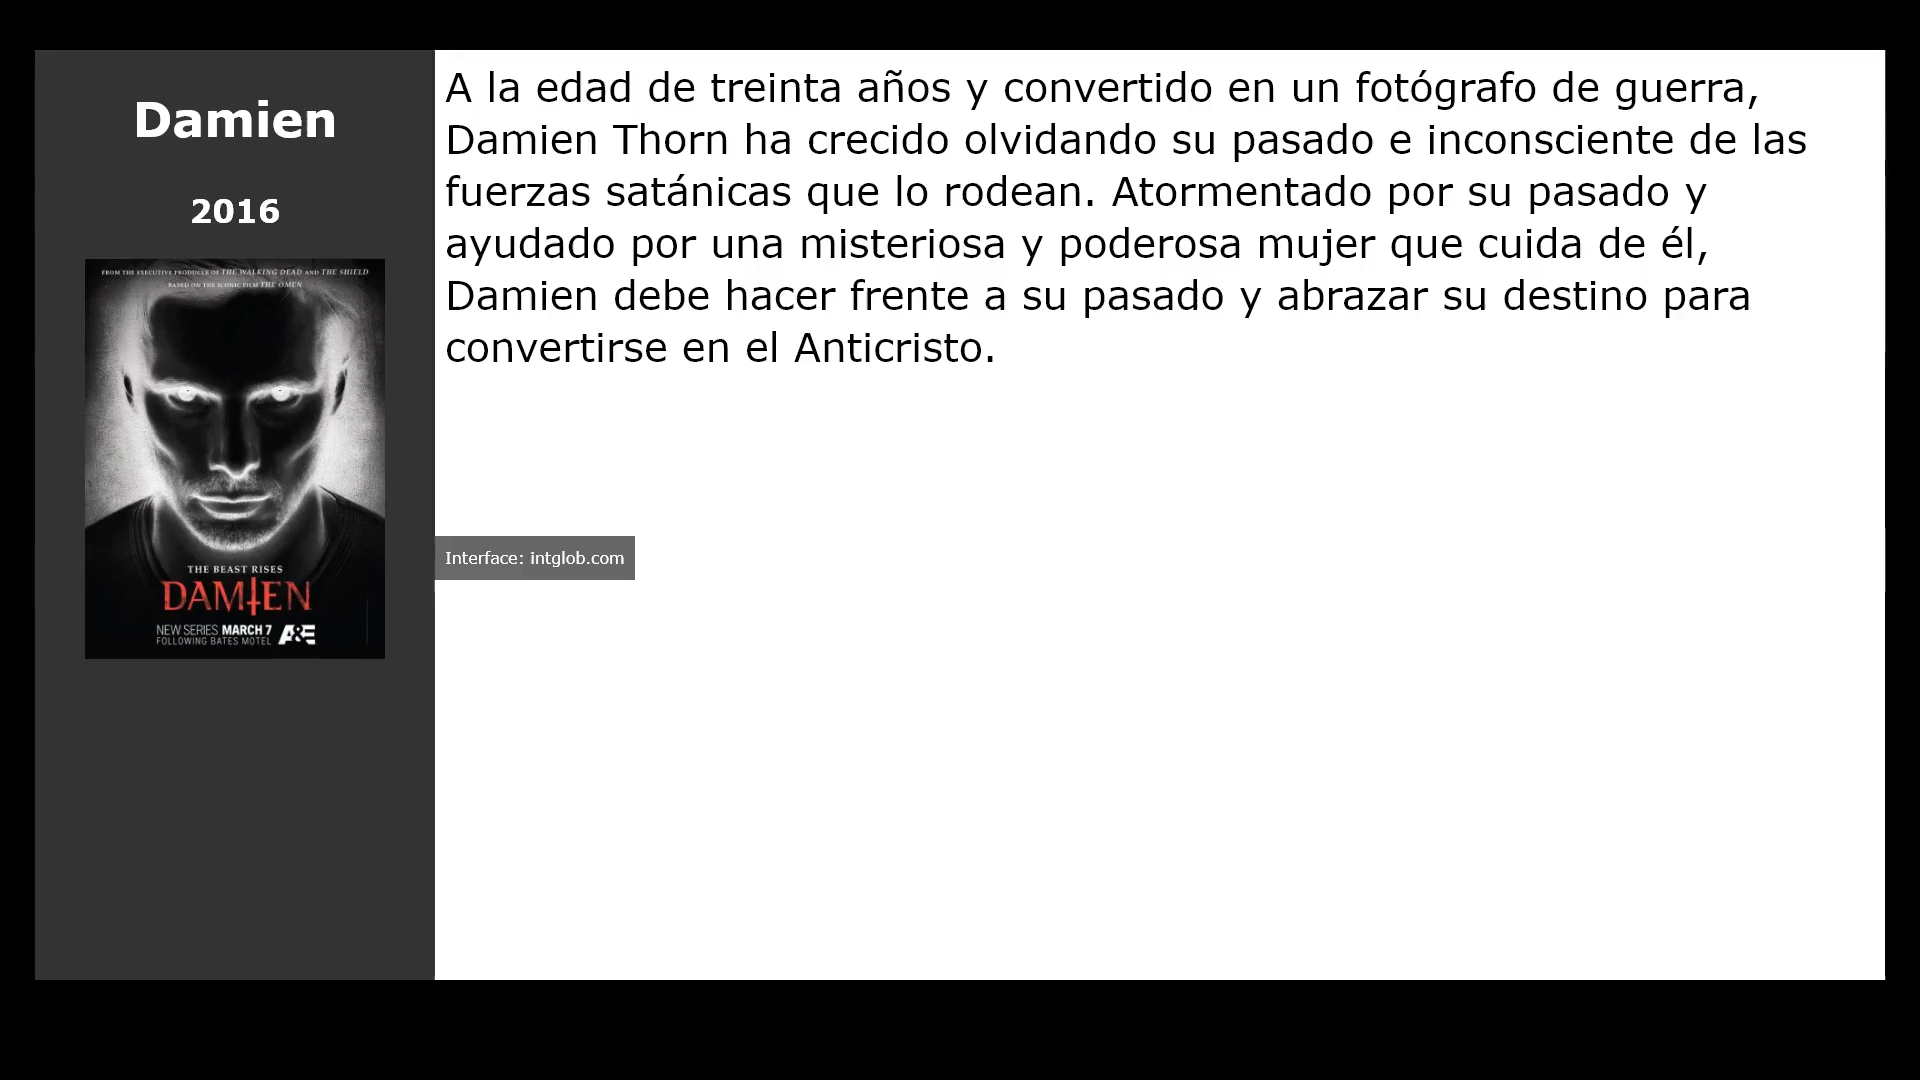 Damien
2016
FROM THE EXECUTIVE PRODUCER OF THE WALKING DEAD AND THE SHIELD
BASED ON THE ICONIC FILM THE OMEN
THE BEAST RISES
DAMIEN
NEW SERIES MARCH 7
FOLLOWING BATES MOTEL
A&E
A la edad de treinta años y convertido en un fotógrafo de guerra,
Damien Thorn ha crecido olvidando su pasado e inconsciente de las
fuerzas satánicas que lo rodean. Atormentado por su pasado y
ayudado por una misteriosa y poderosa mujer que cuida de él,
Damien debe hacer frente a su pasado y abrazar su destino para
convertirse en el Anticristo.
Interface: intglob.com